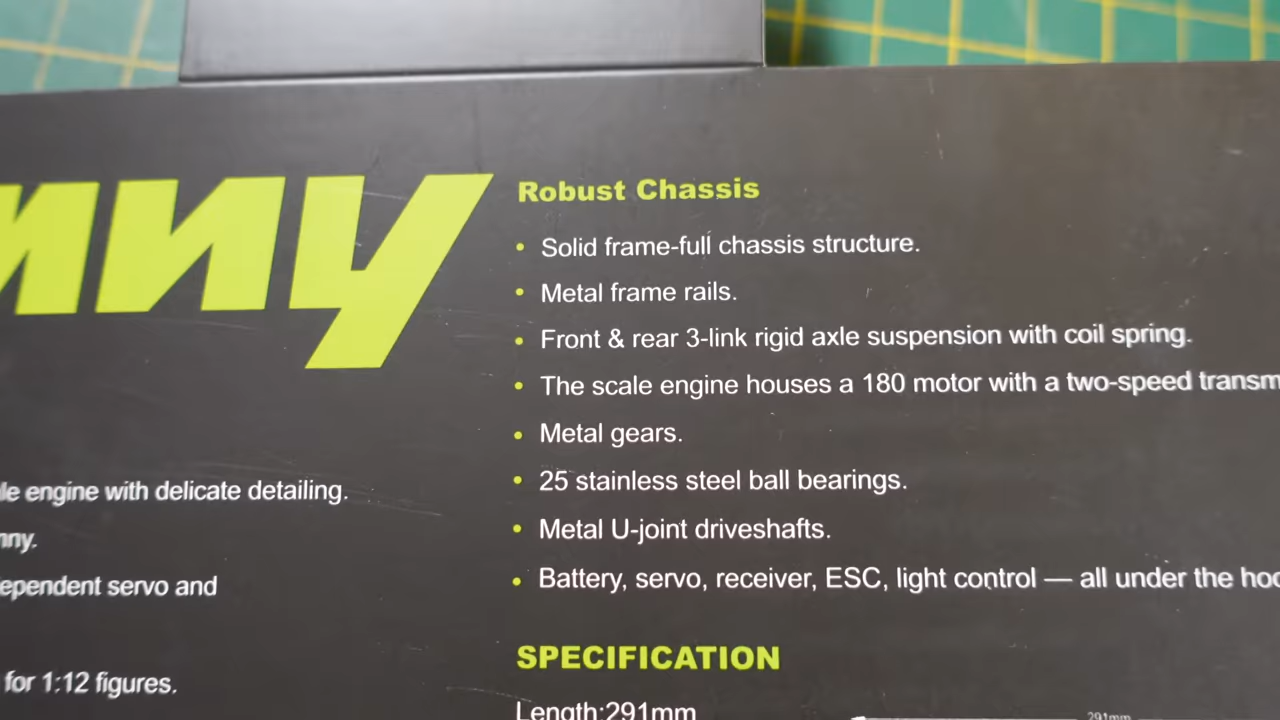 nny
Robust Chassis
• Solid frame-full chassis structure.
• Metal frame rails.
• Front & rear 3-link rigid axle suspension with coil spring.
• The scale engine houses a 180 motor with a two-speed transm
• Metal gears.
• 25 stainless steel ball bearings.
• Metal U-joint driveshafts.
• Battery, servo, receiver, ESC, light control — all under the hoo
le engine with delicate detailing.
nny.
ependent servo and
for 1:12 figures.
SPECIFICATION
Length:291mm
291mm